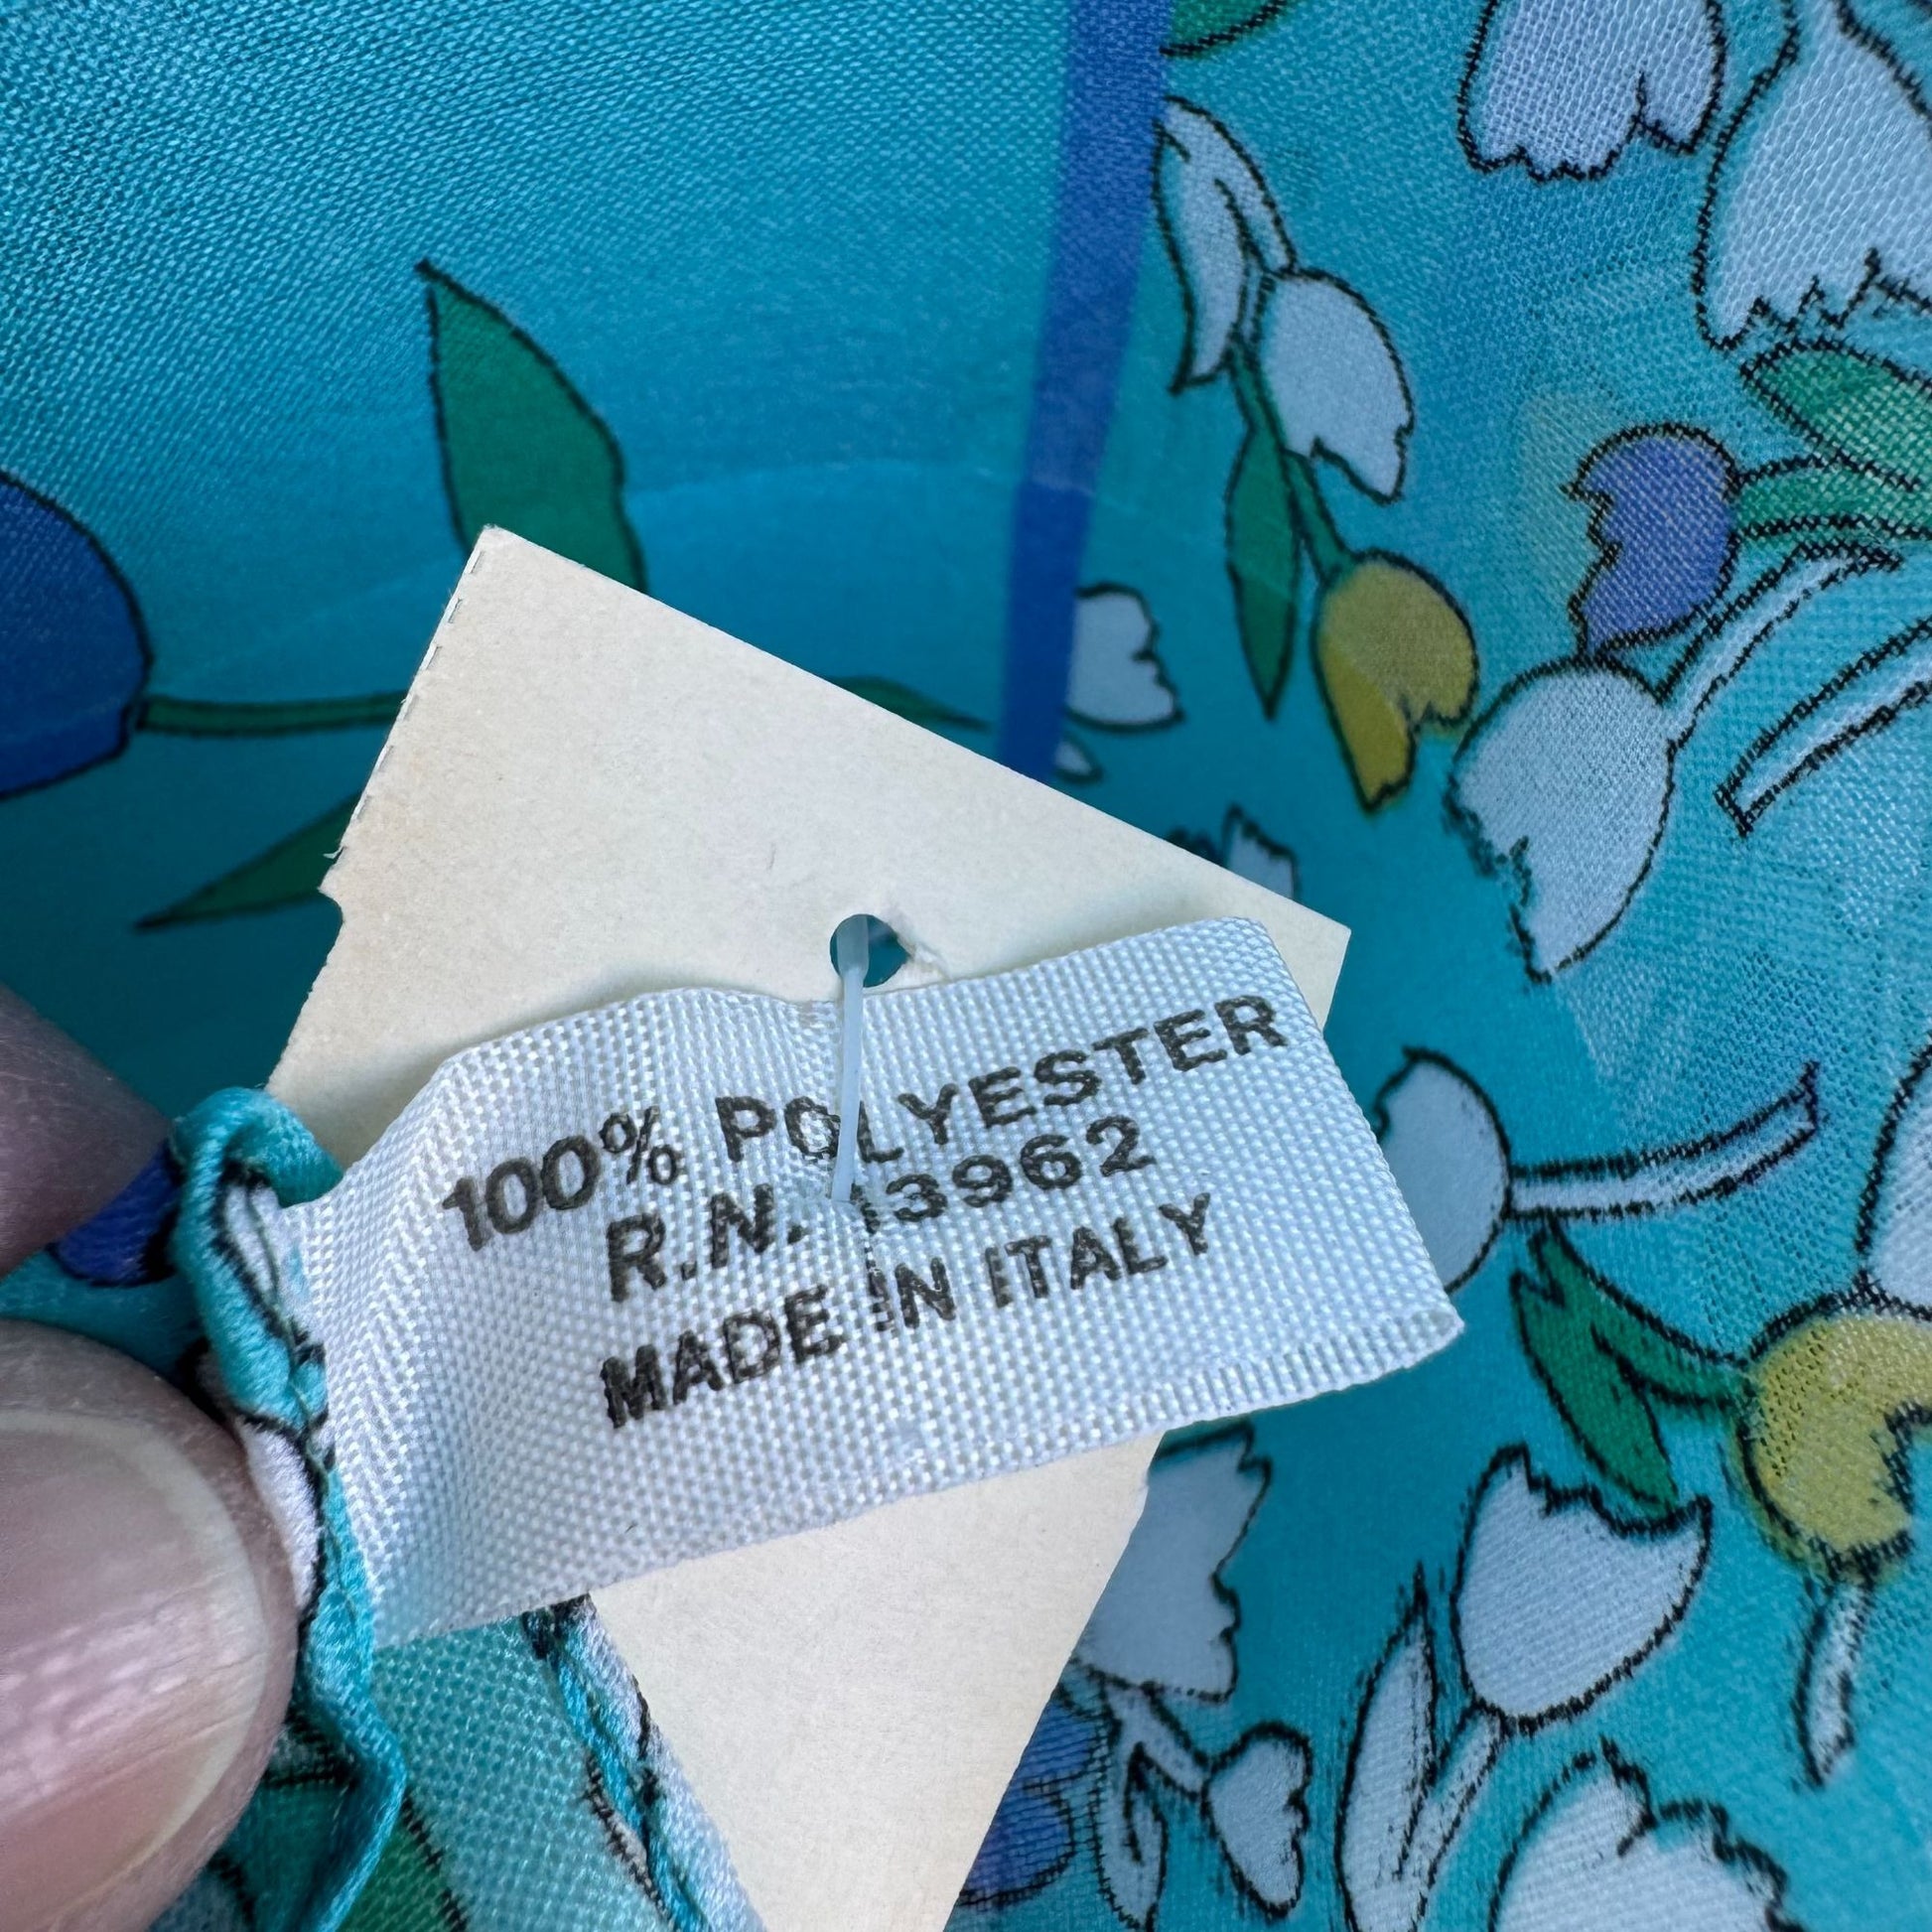 100% POLYESTER
R.N. 13962
MADE IN ITALY